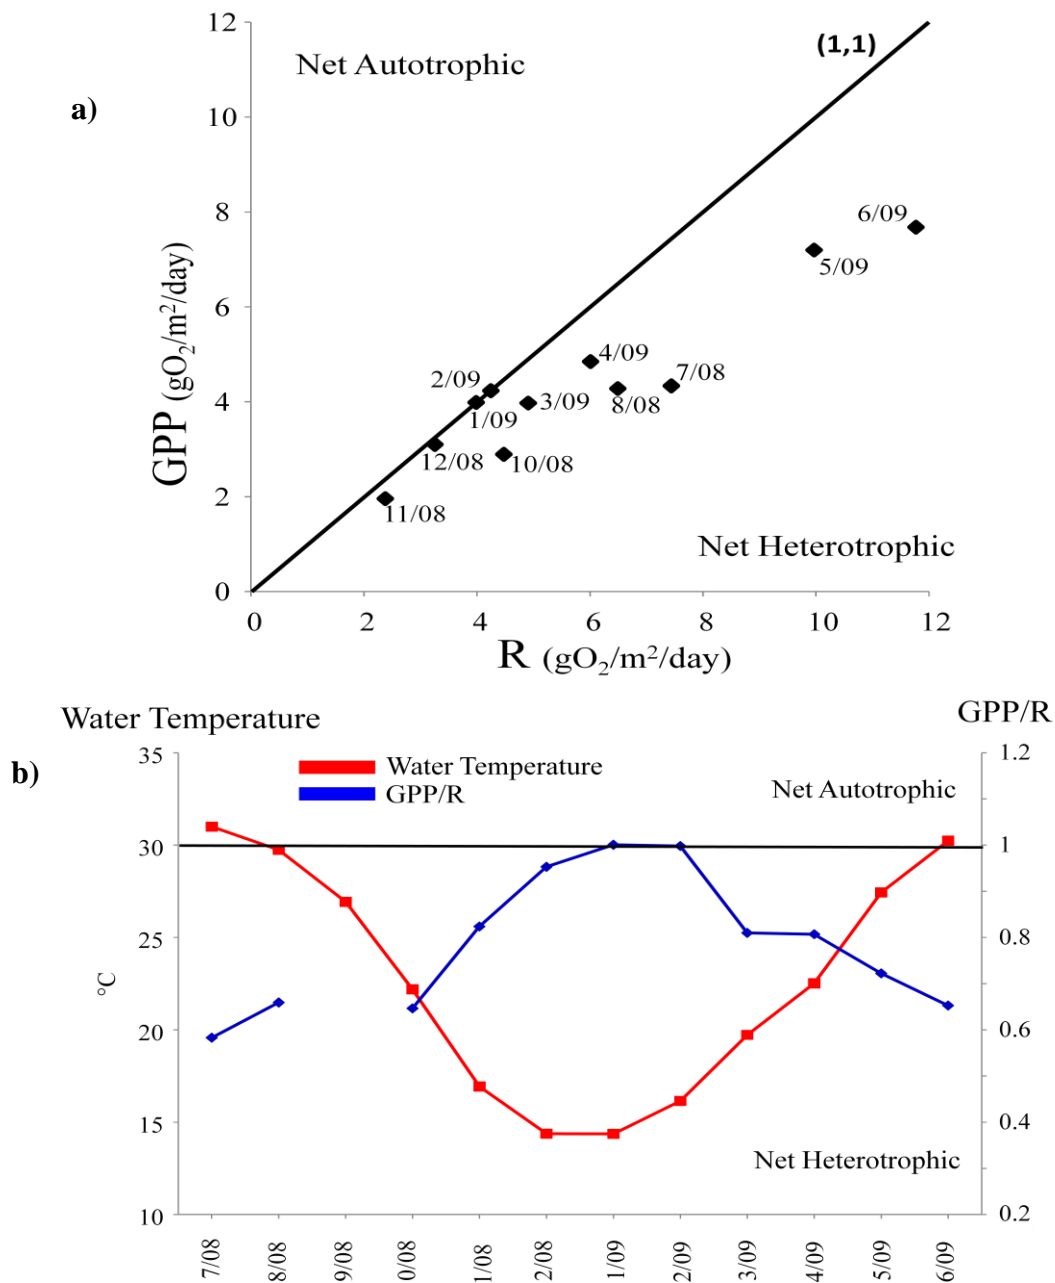 12
(1,1)
Net Autotrophic
a)
10
8
6/09
5/09
GPP (gO₂/m²/day)
6
4/09
7/08
2/09
4
3/09
8/08
1/09
12/08
10/08
2
11/08
Net Heterotrophic
0
0 2 4 6 8 10 12
R (gO₂/m²/day)
Water Temperature
GPP/R
b)
35
1.2
Water Temperature
GPP/R
Net Autotrophic
30
1
25
0.8
°C
20
0.6
15
0.4
Net Heterotrophic
10
0.2
7/08 8/08 9/08 0/08 1/08 2/08 1/09 2/09 3/09 4/09 5/09 6/09